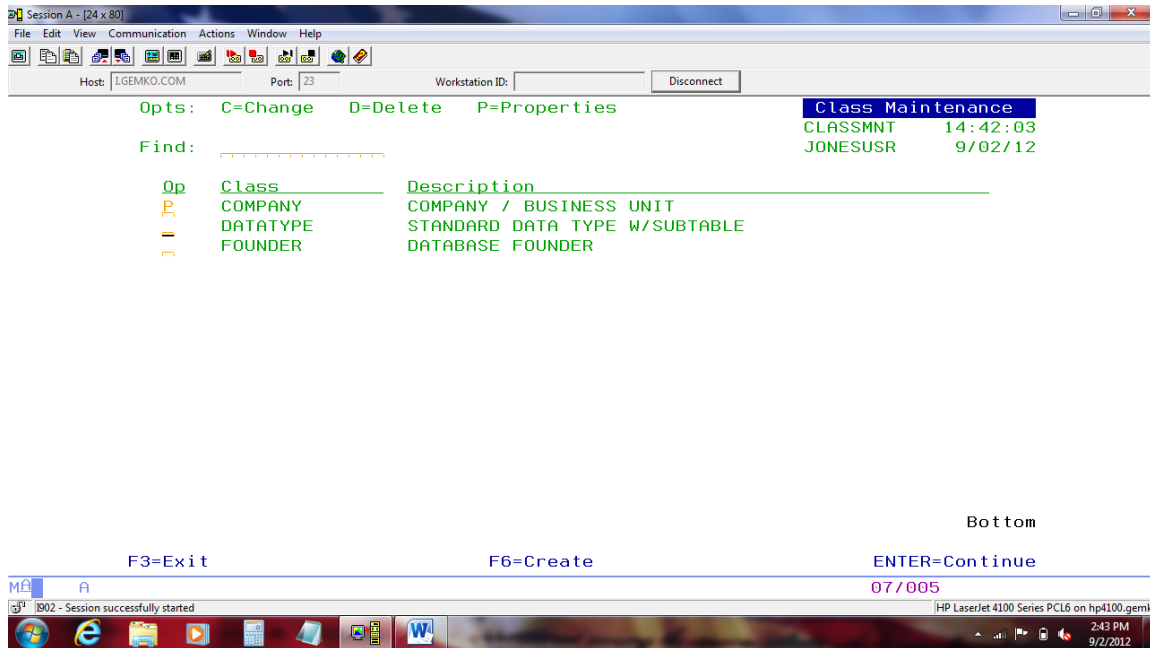 Session A - [24 x 80]
File Edit View Communication Actions Window Help
Host: I.GEMKO.COM Port: 23 Workstation ID: Disconnect
Opts: C=Change D=Delete P=Properties Class Maintenance
CLASSMNT 14:42:03
Find: JONESUSR 9/02/12
Op Class Description
P COMPANY COMPANY / BUSINESS UNIT
DATATYPE STANDARD DATA TYPE W/SUBTABLE
FOUNDER DATABASE FOUNDER
Bottom
F3=Exit F6=Create ENTER=Continue
MA A 07/005
I902 - Session successfully started HP LaserJet 4100 Series PCL6 on hp4100.gemk
2:43 PM
9/2/2012